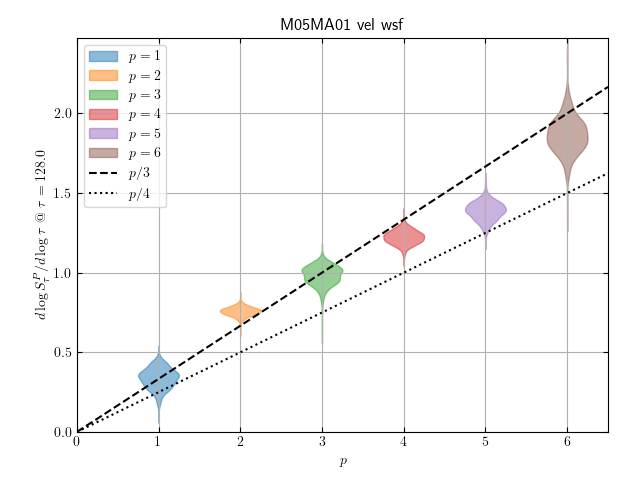 M05MA01 vel wsf
p = 1
p = 2
p = 3
p = 4
p = 5
p = 6
p/3
p/4
d log S_τ^P / d log τ @ τ = 128.0
2.0
1.5
1.0
0.5
0.0
0 1 2 3 4 5 6
p